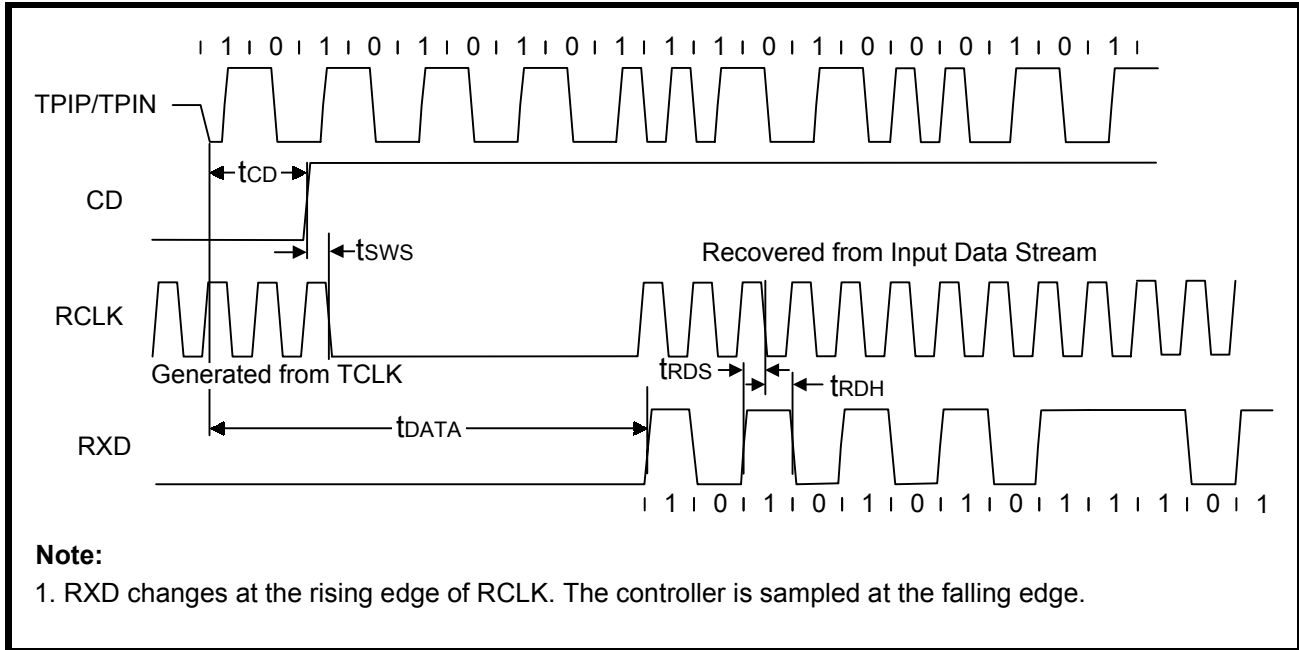 1 0 1 0 1 0 1 0 1 1 1 0 1 0 0 0 1 0 1
TPIP/TPIN
tCD
CD
tSWS
Recovered from Input Data Stream
RCLK
Generated from TCLK
tRDS
tRDH
tDATA
RXD
1 0 1 0 1 0 1 0 1 1 1 0 1
Note:
1. RXD changes at the rising edge of RCLK. The controller is sampled at the falling edge.